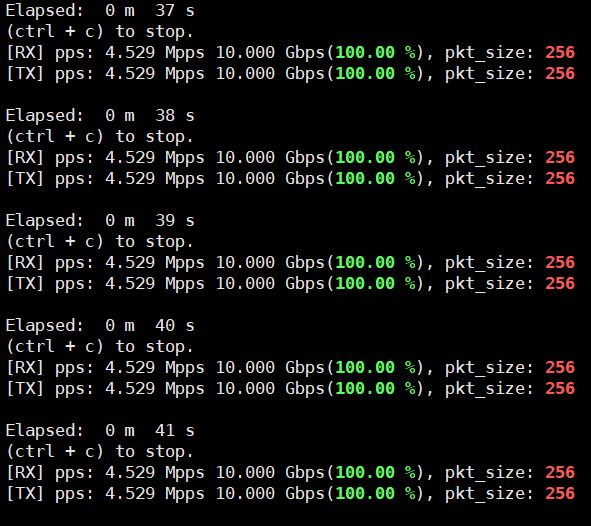 Elapsed:  0 m  37 s
(ctrl + c) to stop.
[RX] pps: 4.529 Mpps 10.000 Gbps(100.00 %), pkt_size: 256
[TX] pps: 4.529 Mpps 10.000 Gbps(100.00 %), pkt_size: 256
Elapsed:  0 m  38 s
(ctrl + c) to stop.
[RX] pps: 4.529 Mpps 10.000 Gbps(100.00 %), pkt_size: 256
[TX] pps: 4.529 Mpps 10.000 Gbps(100.00 %), pkt_size: 256
Elapsed:  0 m  39 s
(ctrl + c) to stop.
[RX] pps: 4.529 Mpps 10.000 Gbps(100.00 %), pkt_size: 256
[TX] pps: 4.529 Mpps 10.000 Gbps(100.00 %), pkt_size: 256
Elapsed:  0 m  40 s
(ctrl + c) to stop.
[RX] pps: 4.529 Mpps 10.000 Gbps(100.00 %), pkt_size: 256
[TX] pps: 4.529 Mpps 10.000 Gbps(100.00 %), pkt_size: 256
Elapsed:  0 m  41 s
(ctrl + c) to stop.
[RX] pps: 4.529 Mpps 10.000 Gbps(100.00 %), pkt_size: 256
[TX] pps: 4.529 Mpps 10.000 Gbps(100.00 %), pkt_size: 256